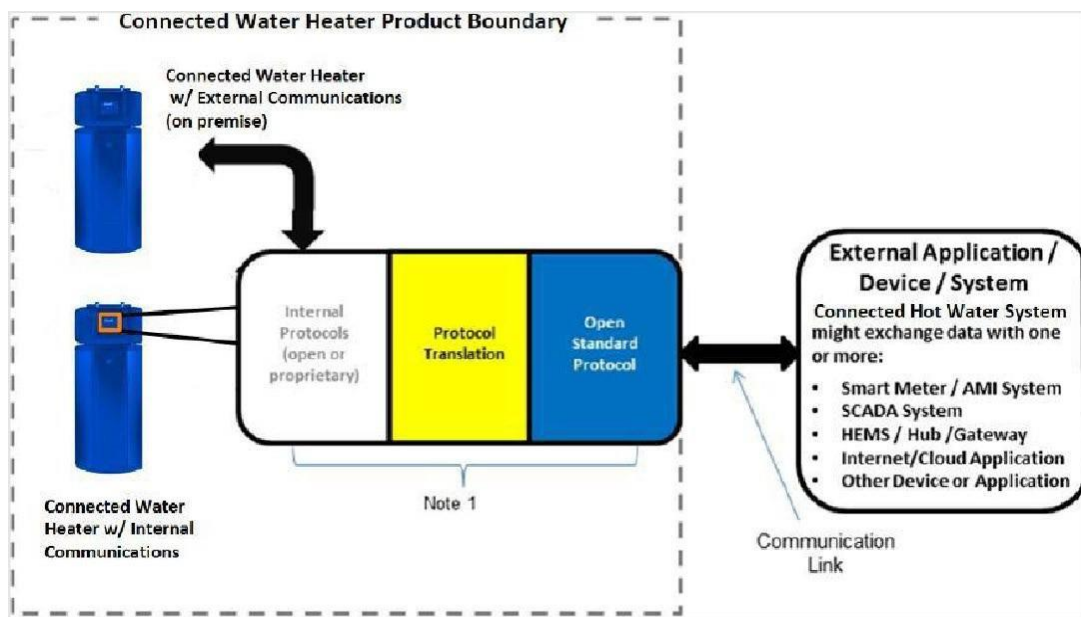 Connected Water Heater Product Boundary
Connected Water Heater
w/ External Communications
(on premise)
Internal
Protocols
(open or
proprietary)
Protocol
Translation
Open
Standard
Protocol
External Application /
Device / System
Connected Hot Water System
might exchange data with one
or more:
• Smart Meter / AMI System
• SCADA System
• HEMS / Hub /Gateway
• Internet/Cloud Application
• Other Device or Application
Note 1
Connected Water
Heater w/ Internal
Communications
Communication
Link